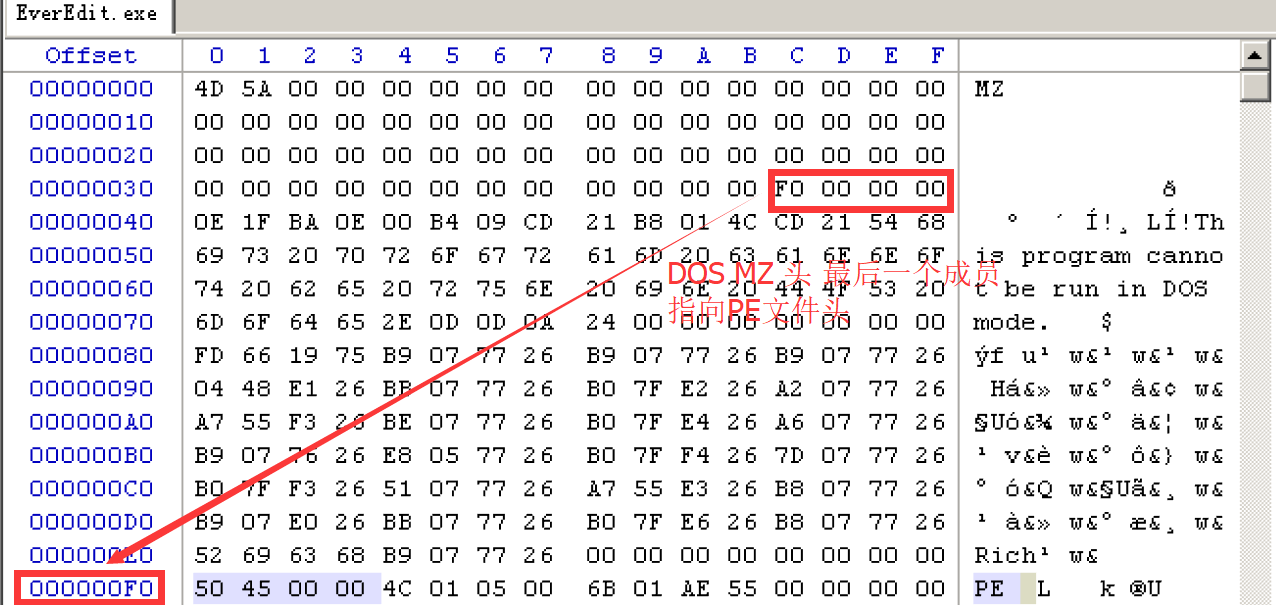 EverEdit.exe
Offset 0 1 2 3 4 5 6 7 8 9 A B C D E F
00000000 4D 5A 00 00 00 00 00 00 00 00 00 00 00 00 00 00 MZ
00000010 00 00 00 00 00 00 00 00 00 00 00 00 00 00 00 00
00000020 00 00 00 00 00 00 00 00 00 00 00 00 00 00 00 00
00000030 00 00 00 00 00 00 00 00 00 00 00 00 F0 00 00 00 ð
00000040 0E 1F BA 0E 00 B4 09 CD 21 B8 01 4C CD 21 54 68 º ´ Í!¸ LÍ!Th
00000050 69 73 20 70 72 6F 67 72 61 6D 20 63 61 6E 6E 6F is program canno
00000060 74 20 62 65 20 72 75 6E 20 69 6E 20 44 4F 53 20 t be run in DOS
00000070 6D 6F 64 65 2E 0D 0D 0A 24 00 00 00 00 00 00 00 mode. $
DOS MZ 头 最后一个成员
指向PE文件头
00000080 FD 66 19 75 B9 07 77 26 B9 07 77 26 B9 07 77 26 ýf u¹ w&¹ w&¹ w&
00000090 04 48 E1 26 BB 07 77 26 B0 7F E2 26 A2 07 77 26 Há&» w&° â&¢ w&
000000A0 A7 55 F3 26 BE 07 77 26 B0 7F E4 26 A6 07 77 26 §Uó&¾ w&° ä&¦ w&
000000B0 B9 07 76 26 E8 05 77 26 B0 7F F4 26 7D 07 77 26 ¹ v&è w&° ô&} w&
000000C0 B0 7F F3 26 51 07 77 26 A7 55 E3 26 B8 07 77 26 ° ó&Q w&§Uã&¸ w&
000000D0 B9 07 E0 26 BB 07 77 26 B0 7F E6 26 B8 07 77 26 ¹ à&» w&° æ&¸ w&
000000E0 52 69 63 68 B9 07 77 26 00 00 00 00 00 00 00 00 Rich¹ w&
000000F0 50 45 00 00 4C 01 05 00 6B 01 AE 55 00 00 00 00 PE L k ®U